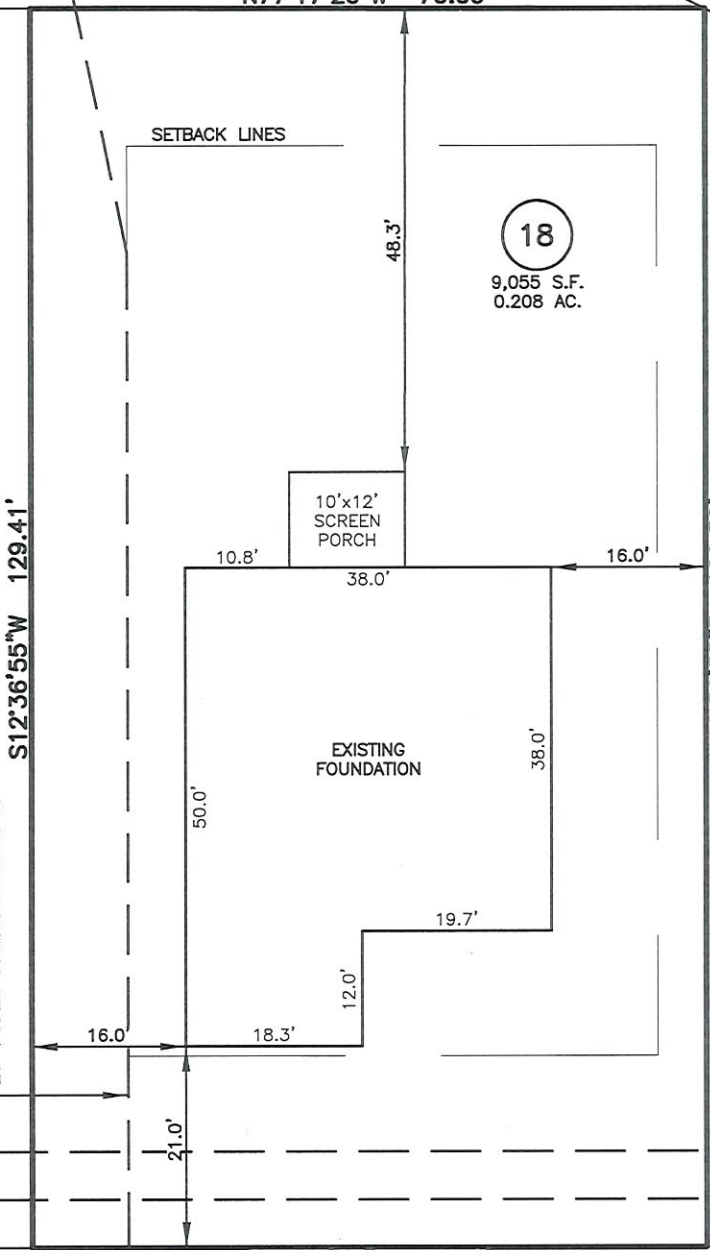 SETBACK LINES
48.3'
18
9,055 S.F.
0.208 AC.
10'x12'
SCREEN
PORCH
10.8'
38.0'
16.0'
S12°36'55"W 129.41'
EXISTING
FOUNDATION
50.0'
38.0'
19.7'
12.0'
16.0'
18.3'
21.0'